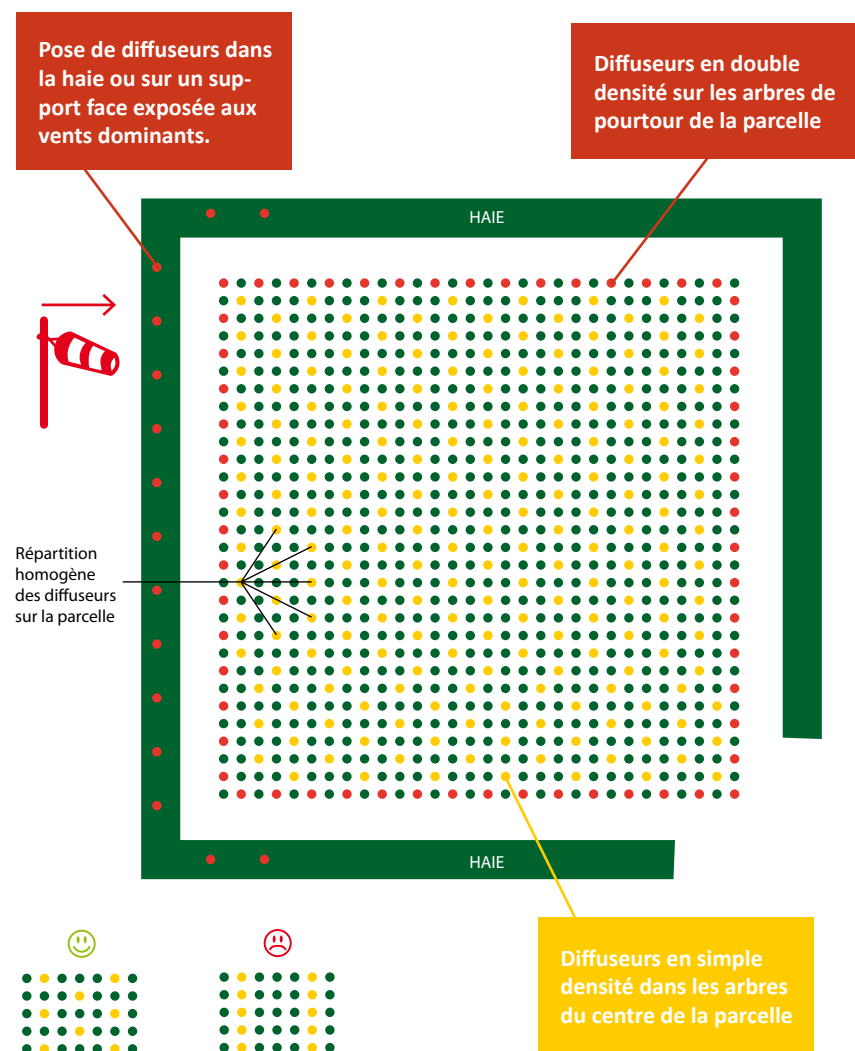 Pose de diffuseurs dans
la haie ou sur un sup-
port face exposée aux
vents dominants.
Diffuseurs en double
densité sur les arbres de
pourtour de la parcelle
HAIE
Répartition
homogène
des diffuseurs
sur la parcelle
HAIE
Diffuseurs en simple
densité dans les arbres
du centre de la parcelle